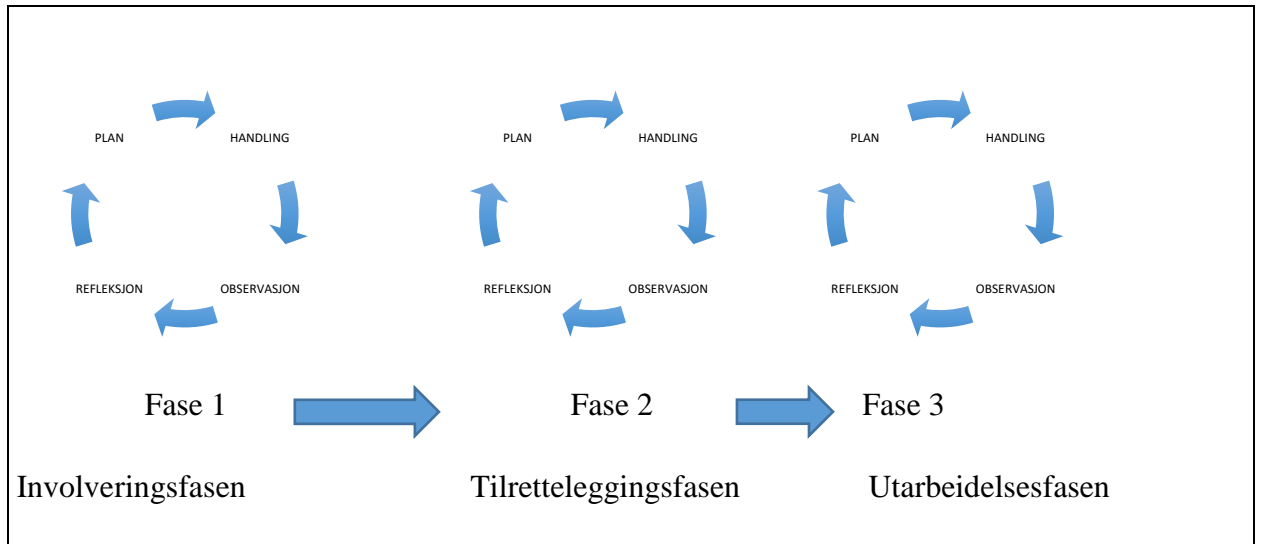 PLAN HANDLING PLAN HANDLING PLAN HANDLING
REFLEKSJON OBSERVASJON REFLEKSJON OBSERVASJON REFLEKSJON OBSERVASJON
Fase 1 Fase 2 Fase 3
Involveringsfasen Tilretteleggingsfasen Utarbeidelsesfasen